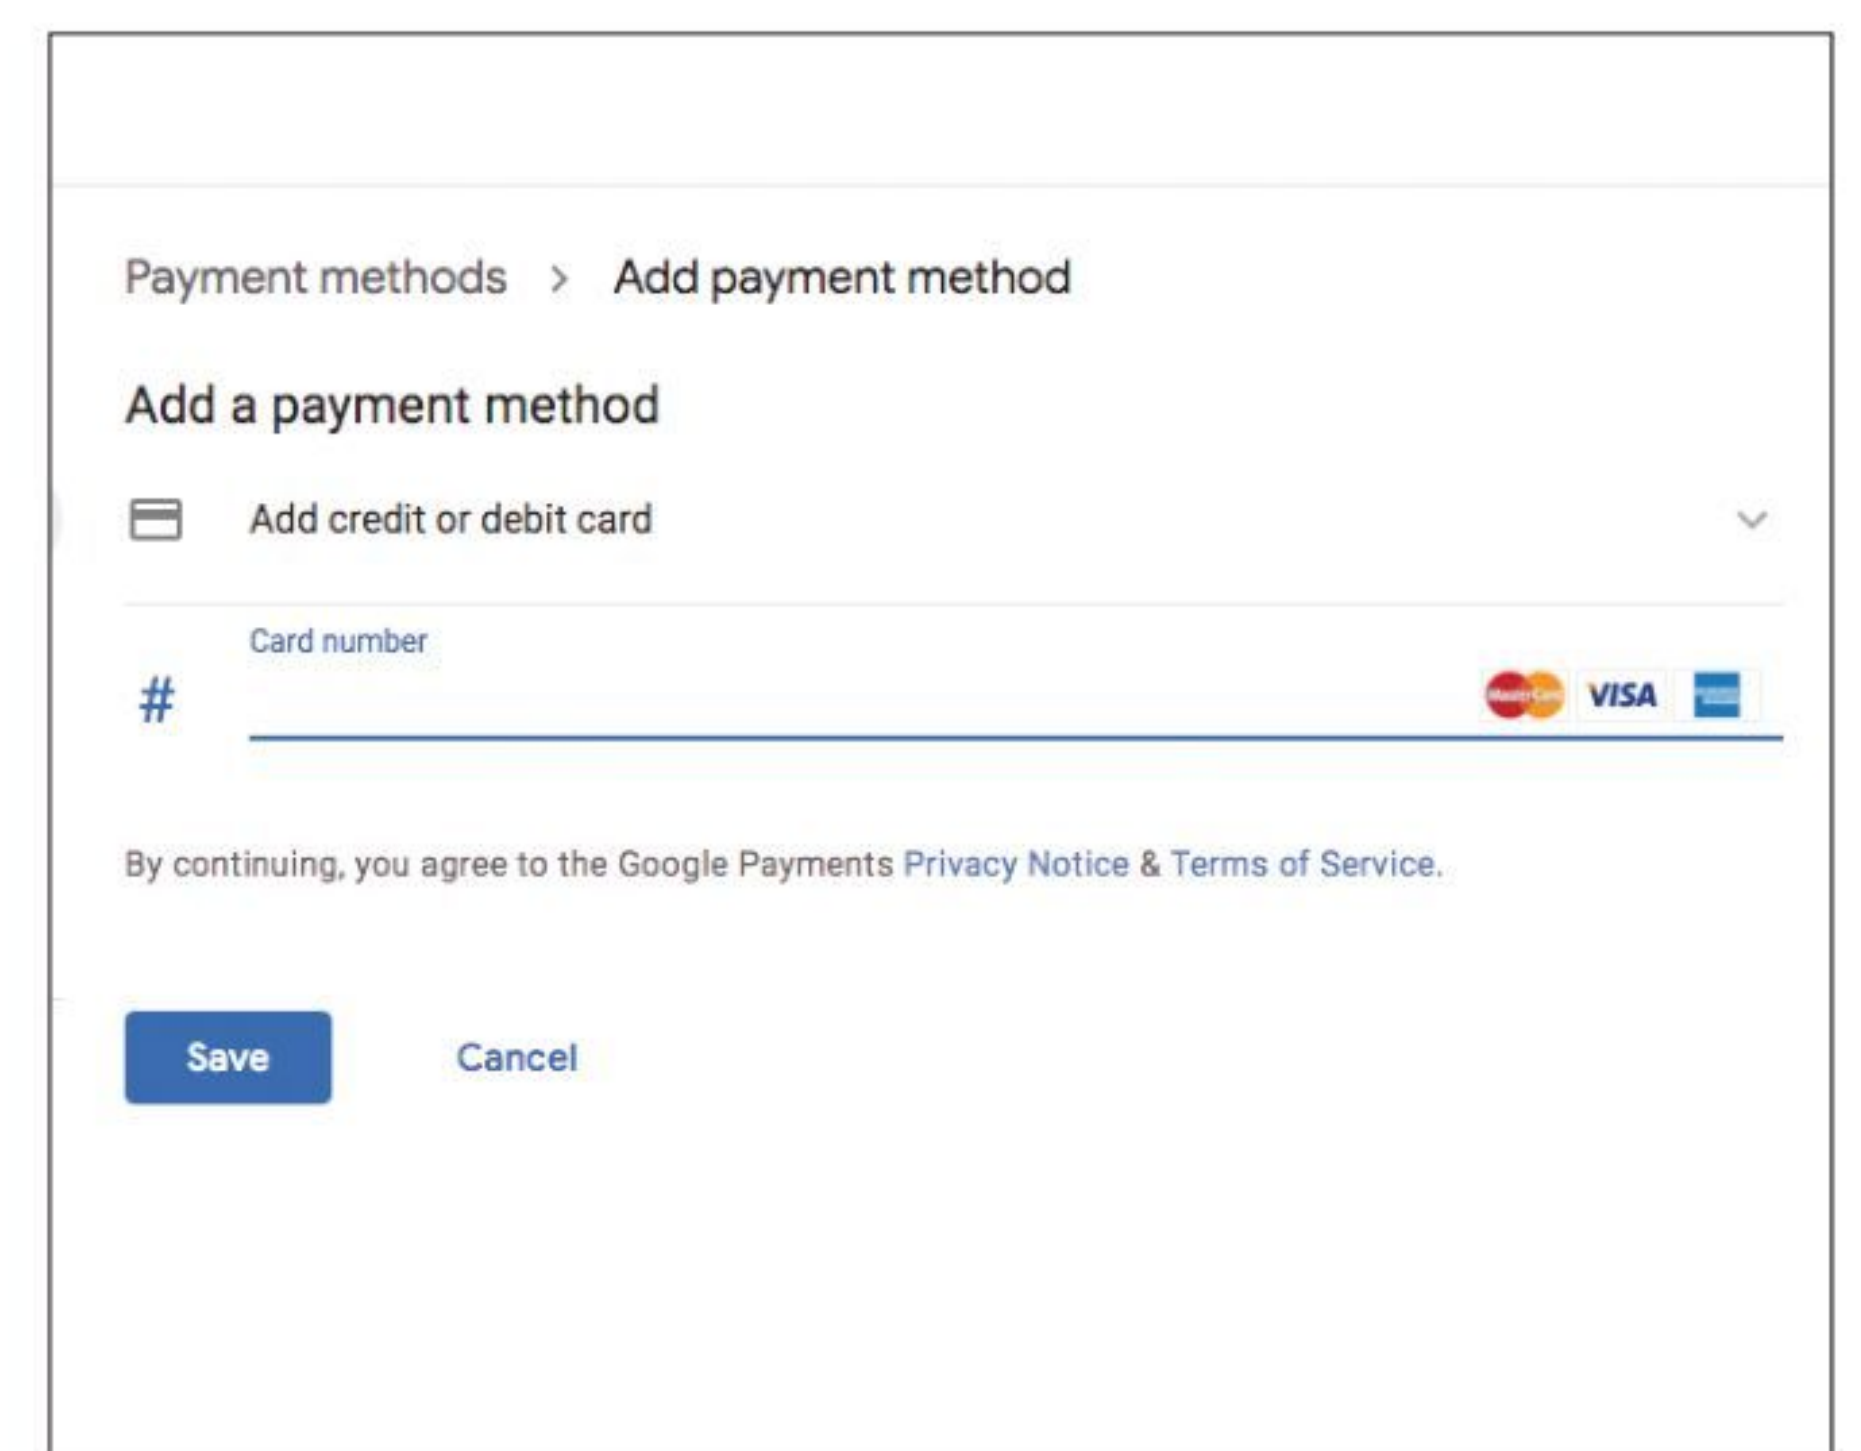 Payment methods > Add payment method
Add a payment method
Add credit or debit card
Card number
#
MasterCard VISA
By continuing, you agree to the Google Payments Privacy Notice & Terms of Service.
Save Cancel